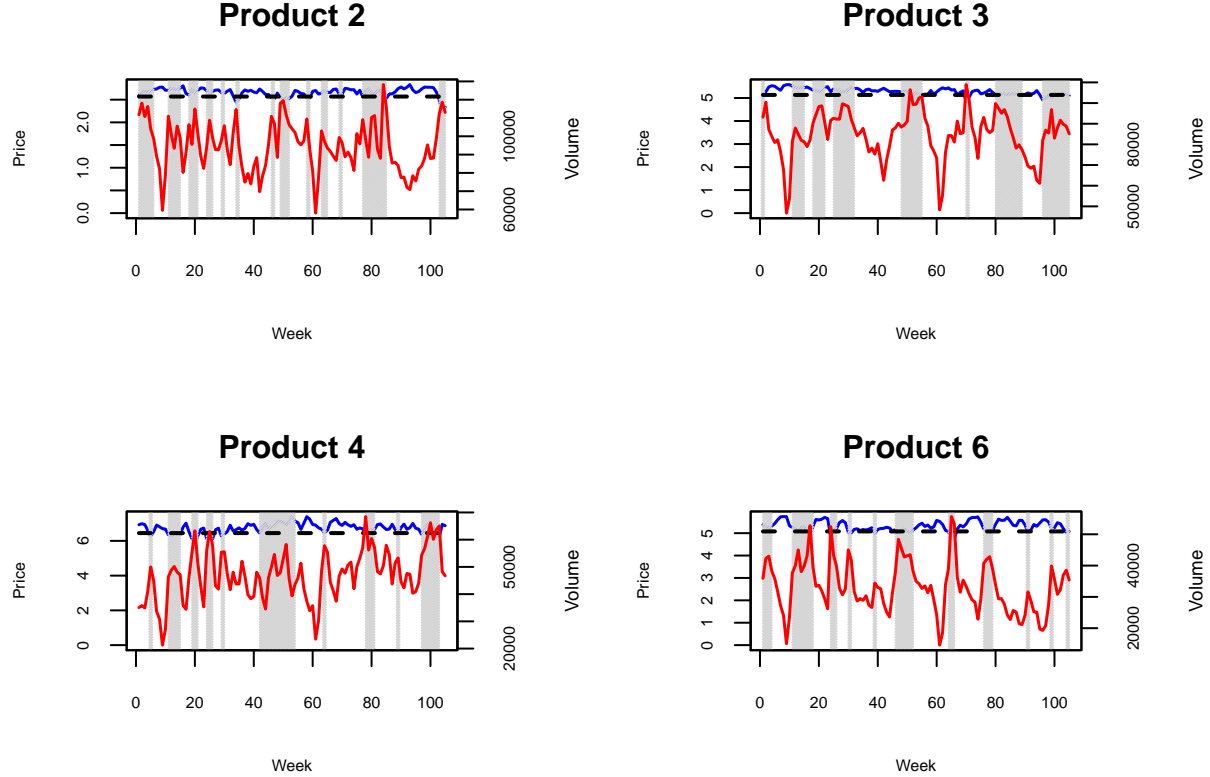 Product 2
Price
0.0 1.0 2.0
60000 100000
Volume
0 20 40 60 80 100
Week
Product 3
Price
0 1 2 3 4 5
50000 80000
Volume
0 20 40 60 80 100
Week
Product 4
Price
0 2 4 6
20000 50000
Volume
0 20 40 60 80 100
Week
Product 6
Price
0 1 2 3 4 5
20000 40000
Volume
0 20 40 60 80 100
Week